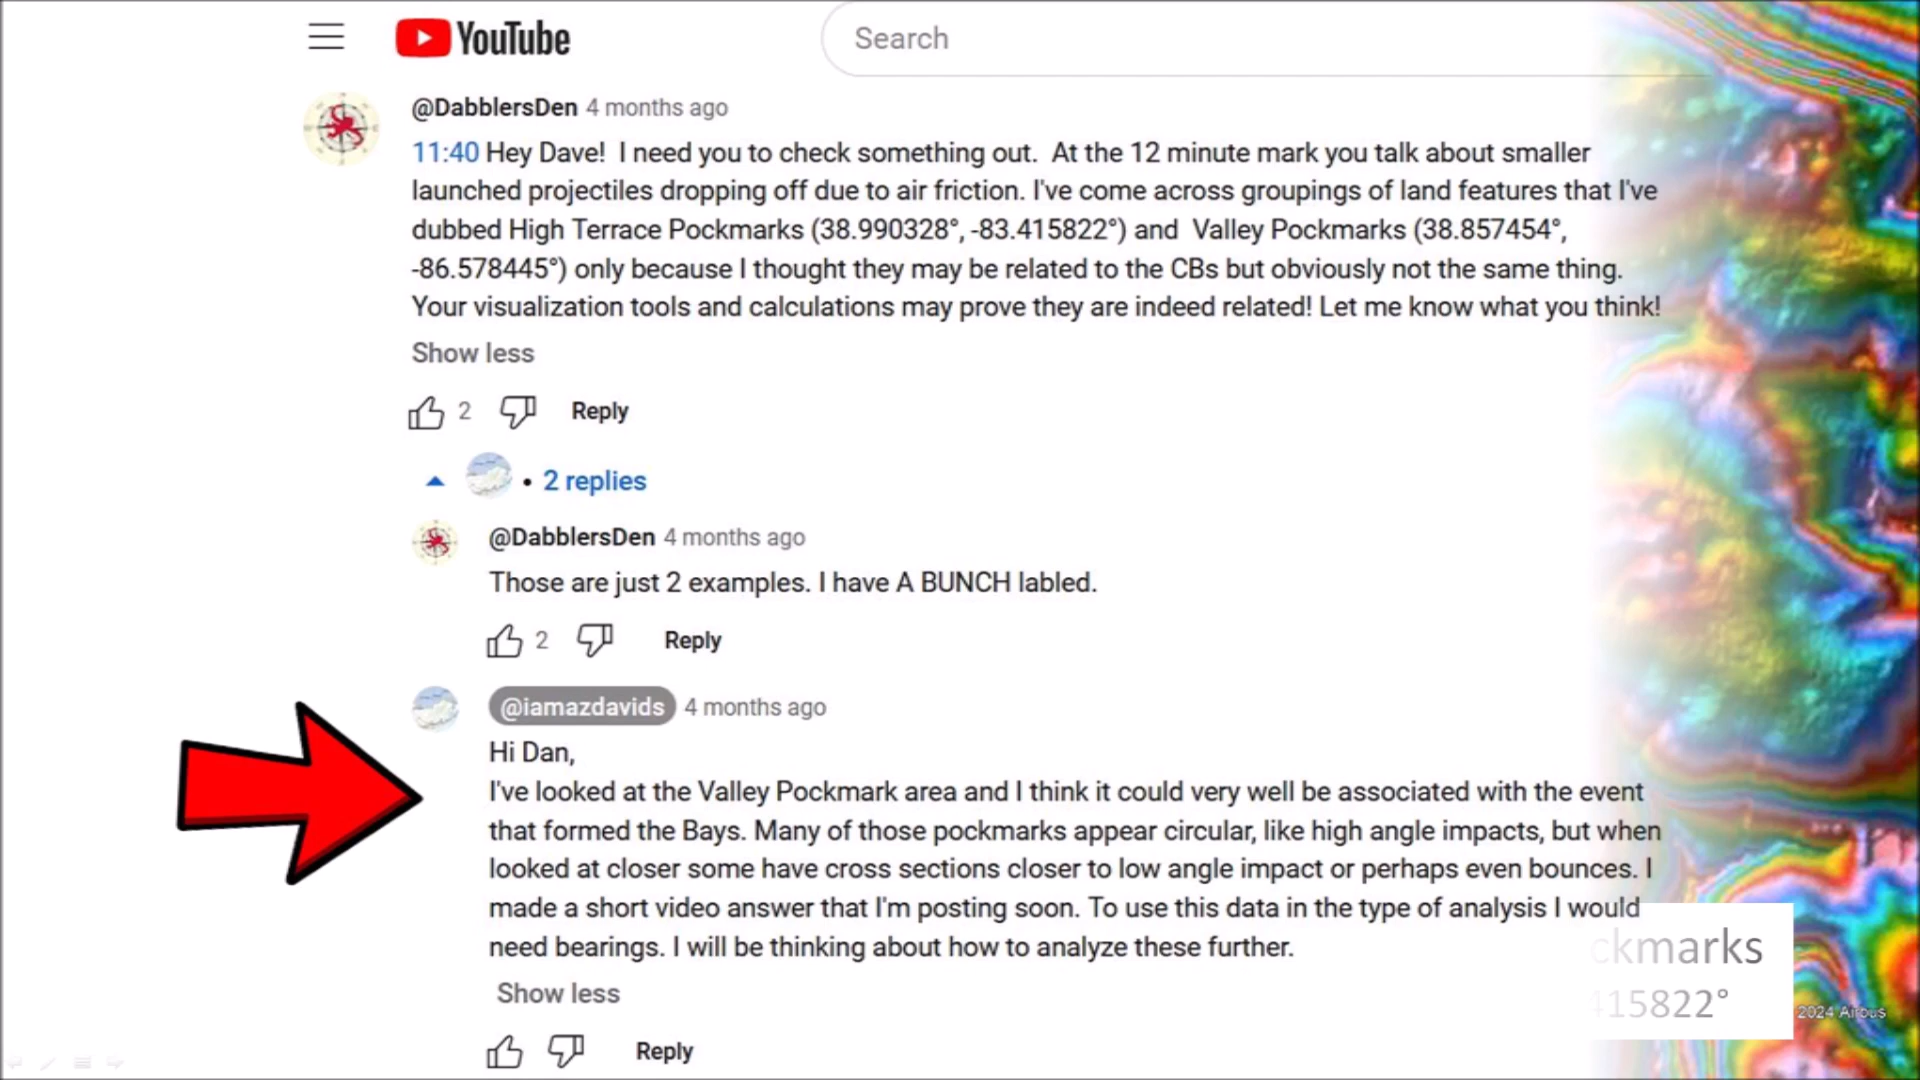 YouTube
Search
@DabblersDen 4 months ago
11:40 Hey Dave! I need you to check something out. At the 12 minute mark you talk about smaller
launched projectiles dropping off due to air friction. I've come across groupings of land features that I've
dubbed High Terrace Pockmarks (38.990328°, -83.415822°) and Valley Pockmarks (38.857454°,
-86.578445°) only because I thought they may be related to the CBs but obviously not the same thing.
Your visualization tools and calculations may prove they are indeed related! Let me know what you think!
Show less
2 Reply
• 2 replies
@DabblersDen 4 months ago
Those are just 2 examples. I have A BUNCH labled.
2 Reply
@iamazdavids 4 months ago
Hi Dan,
I've looked at the Valley Pockmark area and I think it could very well be associated with the event
that formed the Bays. Many of those pockmarks appear circular, like high angle impacts, but when
looked at closer some have cross sections closer to low angle impact or perhaps even bounces. I
made a short video answer that I'm posting soon. To use this data in the type of analysis I would
need bearings. I will be thinking about how to analyze these further.
ckmarks
415822°
Show less
2024 Airbus
Reply